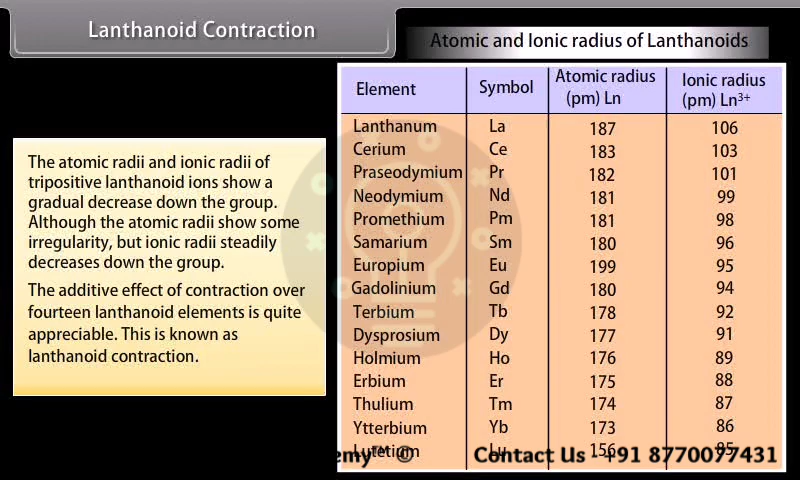 Lanthanoid Contraction
Atomic and Ionic radius of Lanthanoids
The atomic radii and ionic radii of
tripositive lanthanoid ions show a
gradual decrease down the group.
Although the atomic radii show some
irregularity, but ionic radii steadily
decreases down the group.
The additive effect of contraction over
fourteen lanthanoid elements is quite
appreciable. This is known as
lanthanoid contraction.
Element Symbol Atomic radius (pm) Ln Ionic radius (pm) Ln³⁺
Lanthanum La 187 106
Cerium Ce 183 103
Praseodymium Pr 182 101
Neodymium Nd 181 99
Promethium Pm 181 98
Samarium Sm 180 96
Europium Eu 199 95
Gadolinium Gd 180 94
Terbium Tb 178 92
Dysprosium Dy 177 91
Holmium Ho 176 89
Erbium Er 175 88
Thulium Tm 174 87
Ytterbium Yb 173 86
Lutetium Lu 156 85
emy™ © Contact Us - +91 8770077431